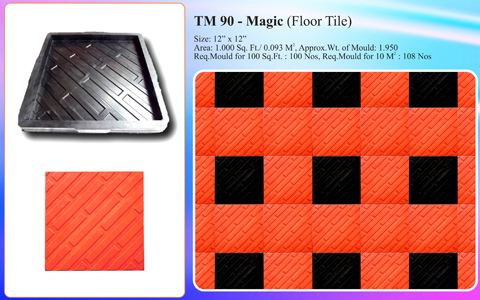 TM 90 - Magic (Floor Tile)
Size: 12” x 12”
Area: 1.000 Sq. Ft./ 0.093 M², Approx.Wt. of Mould: 1.950
Req.Mould for 100 Sq.Ft. : 100 Nos, Req.Mould for 10 M² : 108 Nos